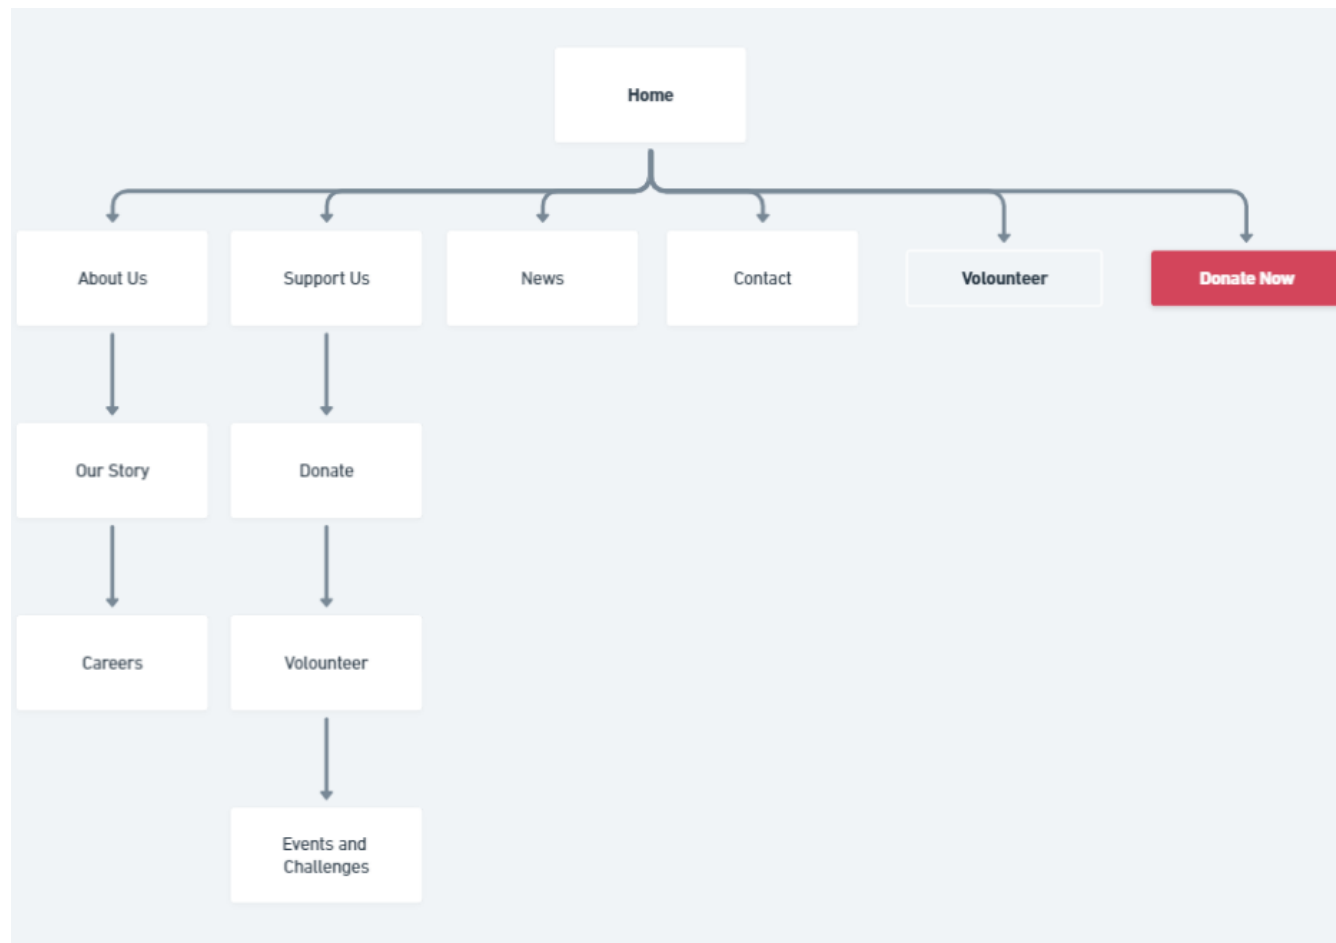 Home
About Us
Support Us
News
Contact
Volounteer
Donate Now
Our Story
Donate
Careers
Volounteer
Events and
Challenges